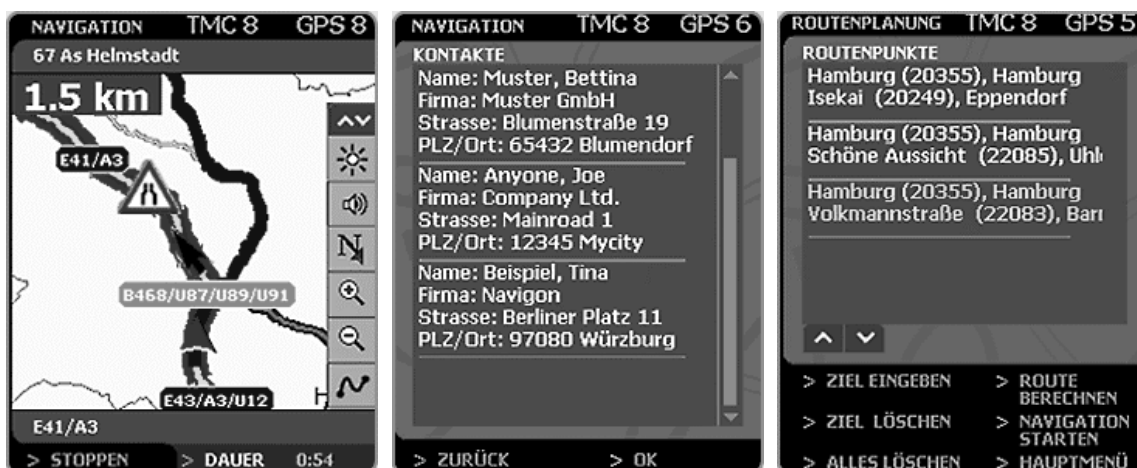 NAVIGATION TMC 8 GPS 8
67 As Helmstadt
1.5 km
E41/A3
N
B468/U87/U89/U91
E43/A3/U12
E41/A3
> STOPPEN > DAUER 0:54
NAVIGATION TMC 8 GPS 6
KONTAKTE
Name: Muster, Bettina
Firma: Muster GmbH
Strasse: Blumenstraße 19
PLZ/Ort: 65432 Blumendorf
Name: Anyone, Joe
Firma: Company Ltd.
Strasse: Mainroad 1
PLZ/Ort: 12345 Mycity
Name: Beispiel, Tina
Firma: Navigon
Strasse: Berliner Platz 11
PLZ/Ort: 97080 Würzburg
> ZURÜCK > OK
ROUTENPLANUNG TMC 8 GPS 5
ROUTENPUNKTE
Hamburg (20355), Hamburg
Isekai (20249), Eppendorf
Hamburg (20355), Hamburg
Schöne Aussicht (22085), Uhl
Hamburg (20355), Hamburg
Volkmannstraße (22083), Bar
> ZIEL EINGEBEN > ROUTE
BERECHNEN
> ZIEL LÖSCHEN > NAVIGATION
STARTEN
> ALLES LÖSCHEN > HAUPTMENÜ